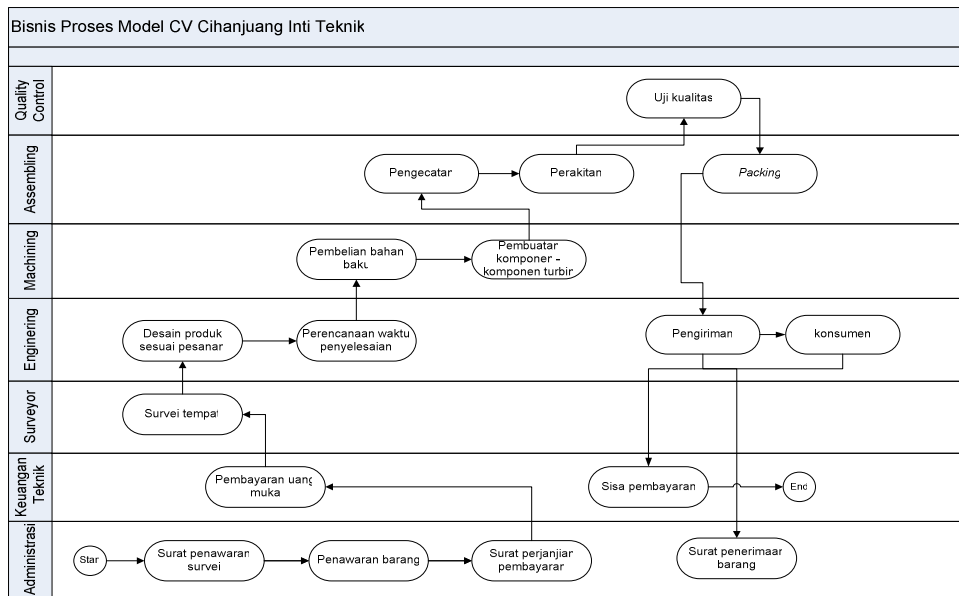 Bisnis Proses Model CV Cihanjuang Inti Teknik
Quality
Control
Uji kualitas
Assembling
Pengecatan
Perakitan
Packing
Machining
Pembelian bahan
baku
Pembuatan
komponen -
komponen turbin
Enginering
Desain produk
sesuai pesanan
Perencanaan waktu
penyelesaian
Pengiriman
konsumen
Surveyor
Survei tempat
Keuangan
Teknik
Pembayaran uang
muka
Sisa pembayaran
End
Administrasi
Start
Surat penawaran
survei
Penawaran barang
Surat perjanjian
pembayaran
Surat penerimaan
barang